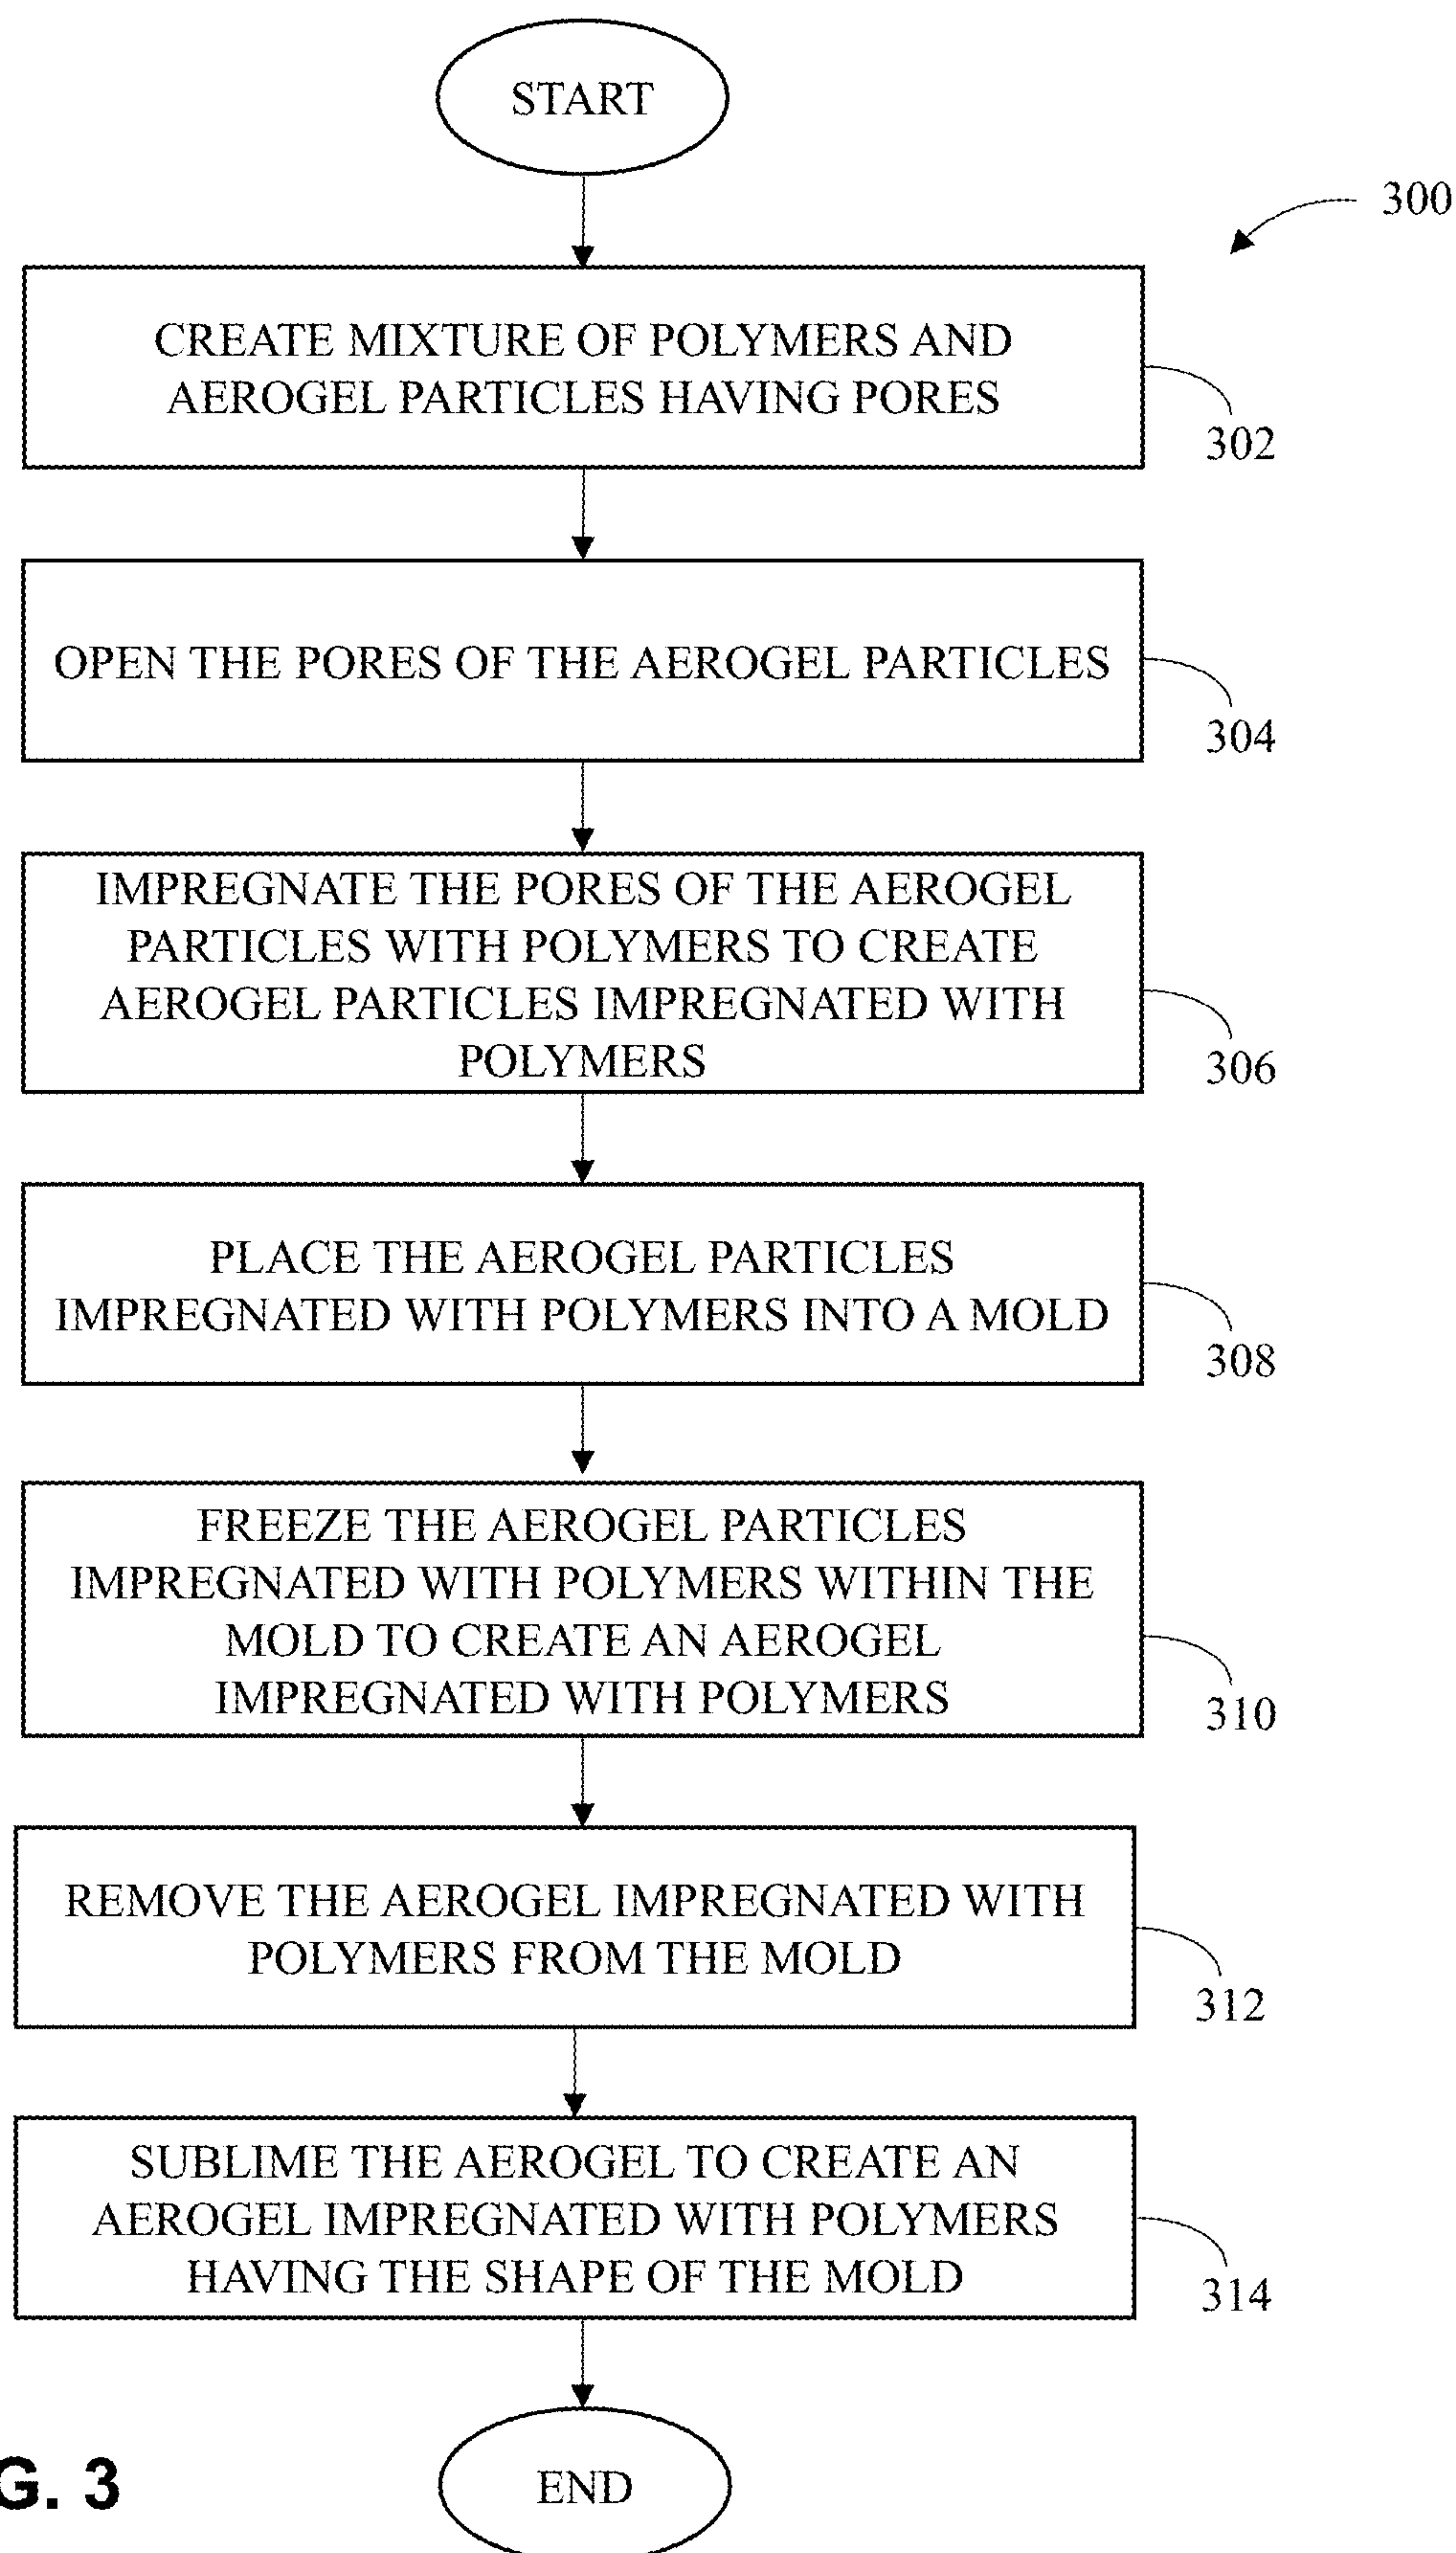 START
300
CREATE MIXTURE OF POLYMERS AND
AEROGEL PARTICLES HAVING PORES
302
OPEN THE PORES OF THE AEROGEL PARTICLES
304
IMPREGNATE THE PORES OF THE AEROGEL
PARTICLES WITH POLYMERS TO CREATE
AEROGEL PARTICLES IMPREGNATED WITH
POLYMERS
306
PLACE THE AEROGEL PARTICLES
IMPREGNATED WITH POLYMERS INTO A MOLD
308
FREEZE THE AEROGEL PARTICLES
IMPREGNATED WITH POLYMERS WITHIN THE
MOLD TO CREATE AN AEROGEL
IMPREGNATED WITH POLYMERS
310
REMOVE THE AEROGEL IMPREGNATED WITH
POLYMERS FROM THE MOLD
312
SUBLIME THE AEROGEL TO CREATE AN
AEROGEL IMPREGNATED WITH POLYMERS
HAVING THE SHAPE OF THE MOLD
314
END
G. 3